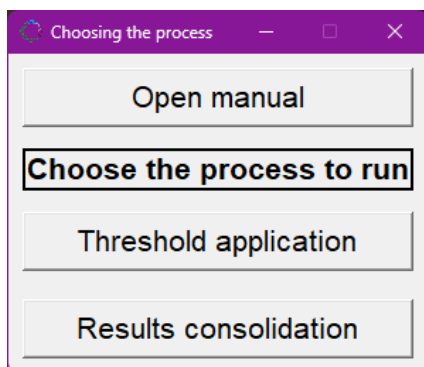 Choosing the process
Open manual
Choose the process to run
Threshold application
Results consolidation